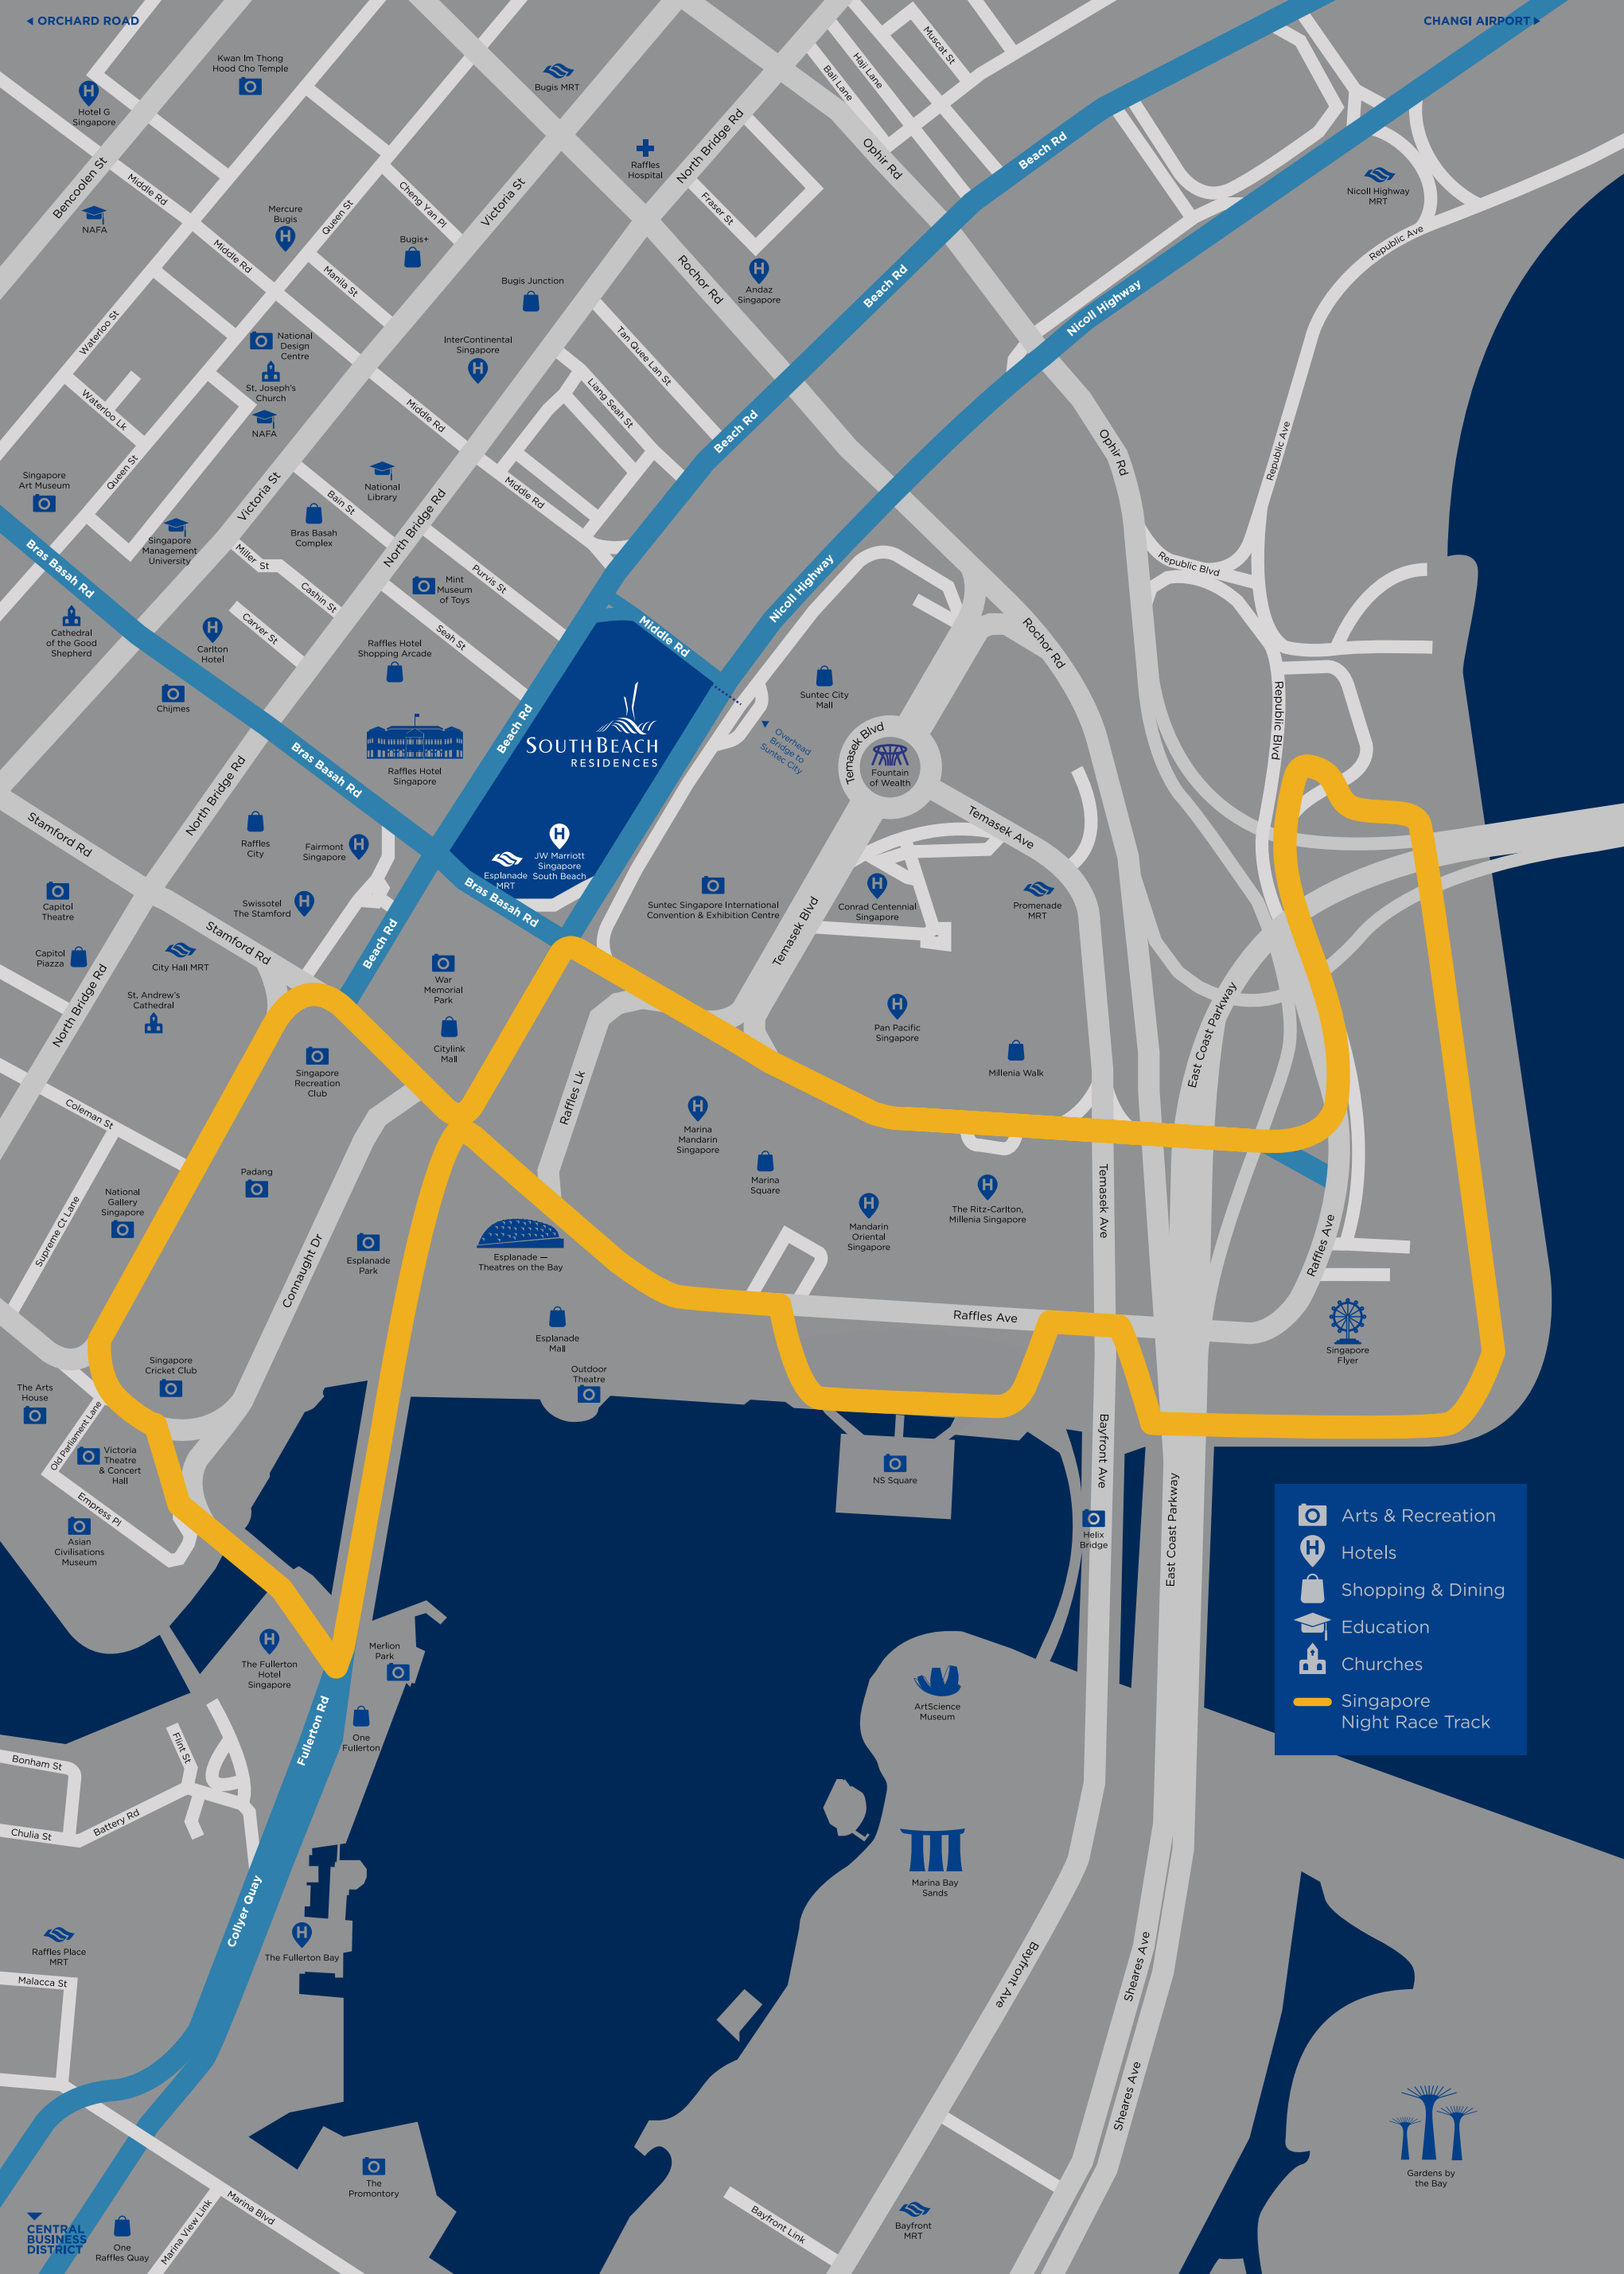 ORCHARD ROAD
CHANGI AIRPORT
Kwan Im Thong
Hood Cho Temple
Bugis MRT
Muscat St
Haji Lane
Bali Lane
Hotel G
Singapore
Bencoolen St
Middle Rd
NAFA
Mercure
Bugis
Queen St
Cheng Yan Pl
Victoria St
Raffles
Hospital
North Bridge Rd
Fraser St
Ophir Rd
Beach Rd
Nicoll Highway
MRT
Republic Ave
Middle Rd
Manila St
Bugis+
Bugis Junction
Rochor Rd
Andaz
Singapore
Beach Rd
Nicoll Highway
Waterloo St
National
Design
Centre
St, Joseph's
Church
NAFA
InterContinental
Singapore
Tan Quee Lan St
Liang Seah St
Waterloo Lk
Queen St
Middle Rd
Beach Rd
Ophir Rd
Republic Ave
Singapore
Art Museum
Victoria St
National
Library
Middle Rd
Bain St
Bras Basah
Complex
North Bridge Rd
Singapore
Management
University
Miller St
Cashin St
Carver St
Mint
Museum
of Toys
Purvis St
Seah St
Nicoll Highway
Republic Blvd
Bras Basah Rd
Cathedral
of the Good
Shepherd
Carlton
Hotel
Raffles Hotel
Shopping Arcade
Middle Rd
Rochor Rd
Chijmes
Suntec City
Mall
Republic Blvd
Beach Rd
SOUTH BEACH
RESIDENCES
Overhead
Bridge to
Suntec City
Temasek Blvd
Fountain
of Wealth
Bras Basah Rd
Raffles Hotel
Singapore
North Bridge Rd
Temasek Ave
Stamford Rd
Raffles
City
Fairmont
Singapore
JW Marriott
Singapore
South Beach
Esplanade
MRT
Bras Basah Rd
Capitol
Theatre
Swissotel
The Stamford
Suntec Singapore International
Convention & Exhibition Centre
Conrad Centennial
Singapore
Promenade
MRT
Temasek Blvd
Stamford Rd
Beach Rd
Capitol
Piazza
City Hall MRT
War
Memorial
Park
St, Andrew's
Cathedral
North Bridge Rd
Citylink
Mall
Pan Pacific
Singapore
Millenia Walk
East Coast Parkway
Singapore
Recreation
Club
Raffles Lk
Coleman St
Marina
Mandarin
Singapore
Marina
Square
Padang
National
Gallery
Singapore
Supreme Ct Lane
Connaught Dr
Esplanade
Park
Esplanade —
Theatres on the Bay
Mandarin
Oriental
Singapore
The Ritz-Carlton,
Millenia Singapore
Temasek Ave
Raffles Ave
Raffles Ave
Singapore
Flyer
Esplanade
Mall
Outdoor
Theatre
Singapore
Cricket Club
The Arts
House
Old Parliament Lane
Victoria
Theatre
& Concert
Hall
Empress Pl
Asian
Civilisations
Museum
NS Square
Bayfront Ave
Helix
Bridge
East Coast Parkway
Arts & Recreation
Hotels
Shopping & Dining
Education
Churches
Singapore
Night Race Track
The Fullerton
Hotel
Singapore
Merlion
Park
One
Fullerton
Fullerton Rd
Flint St
Bonham St
Chulia St
Battery Rd
ArtScience
Museum
Marina Bay
Sands
Collyer Quay
Raffles Place
MRT
Malacca St
The Fullerton Bay
Bayfront Ave
Sheares Ave
Sheares Ave
Gardens by
the Bay
The
Promontory
Marina Blvd
Marina View Link
One
Raffles Quay
CENTRAL
BUSINESS
DISTRICT
Bayfront Link
Bayfront
MRT